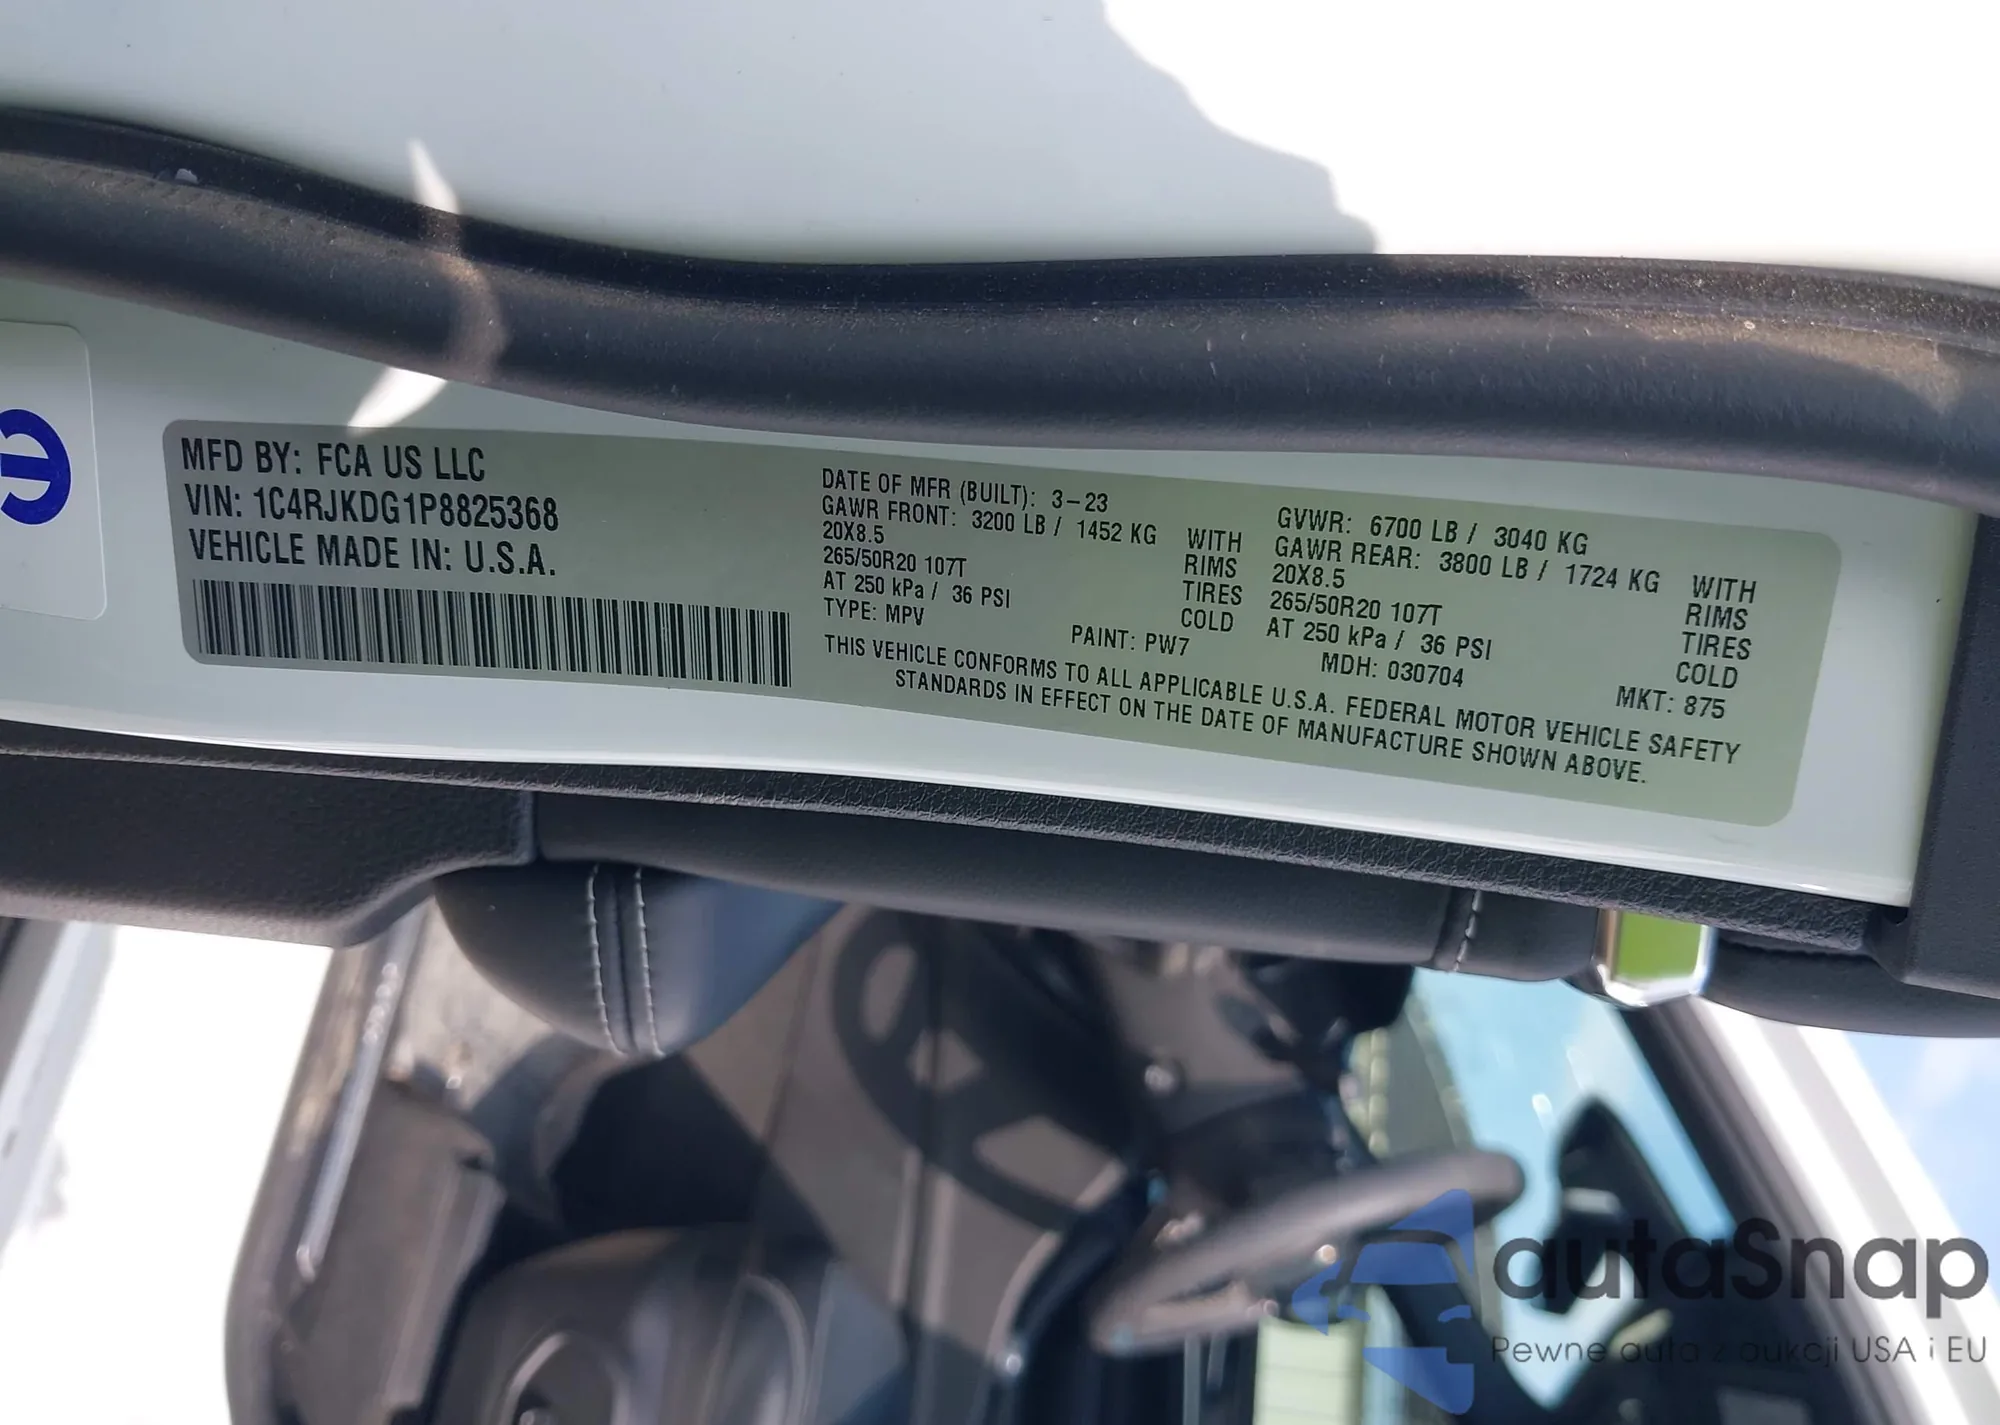 MFD BY: FCA US LLC
VIN: 1C4RJKDG1P8825368
VEHICLE MADE IN: U.S.A.
DATE OF MFR (BUILT): 3-23
GAWR FRONT: 3200 LB / 1452 KG WITH
20X8.5 RIMS
265/50R20 107T TIRES
AT 250 kPa / 36 PSI COLD
TYPE: MPV PAINT: PW7
GVWR: 6700 LB / 3040 KG
GAWR REAR: 3800 LB / 1724 KG WITH
20X8.5 RIMS
265/50R20 107T TIRES
AT 250 kPa / 36 PSI COLD
MDH: 030704 MKT: 875
THIS VEHICLE CONFORMS TO ALL APPLICABLE U.S.A. FEDERAL MOTOR VEHICLE SAFETY
STANDARDS IN EFFECT ON THE DATE OF MANUFACTURE SHOWN ABOVE.
autaSnap
Pewne auta z aukcji USA i EU